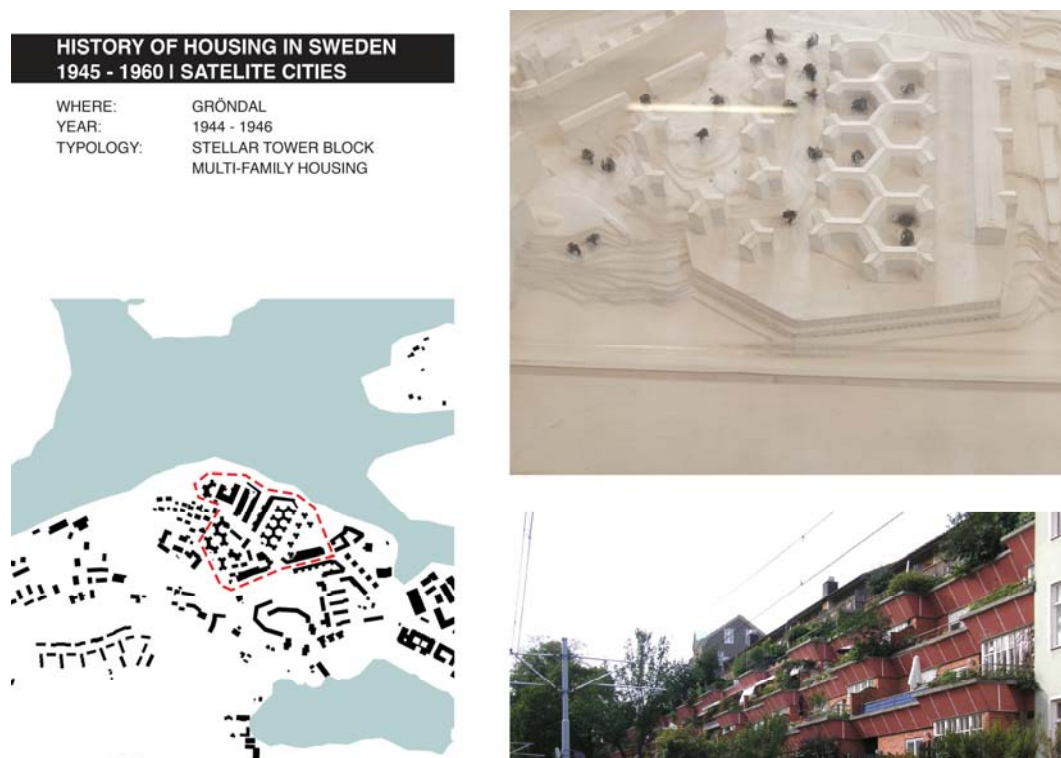 HISTORY OF HOUSING IN SWEDEN
1945 - 1960 I SATELITE CITIES
WHERE: GRÖNDAL
YEAR: 1944 - 1946
TYPOLOGY: STELLAR TOWER BLOCK
MULTI-FAMILY HOUSING